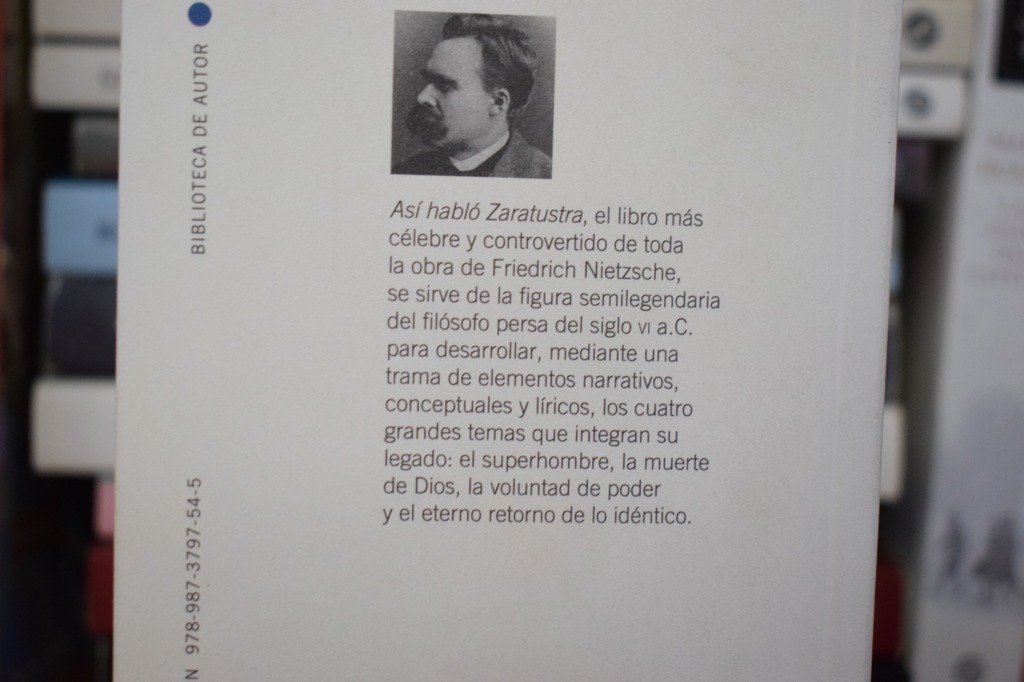 BIBLIOTECA DE AUTOR
Así habló Zaratustra, el libro más
célebre y controvertido de toda
la obra de Friedrich Nietzsche,
se sirve de la figura semilegendaria
del filósofo persa del siglo VI a.C.
para desarrollar, mediante una
trama de elementos narrativos,
conceptuales y líricos, los cuatro
grandes temas que integran su
legado: el superhombre, la muerte
de Dios, la voluntad de poder
y el eterno retorno de lo idéntico.
N 978-987-3797-54-5